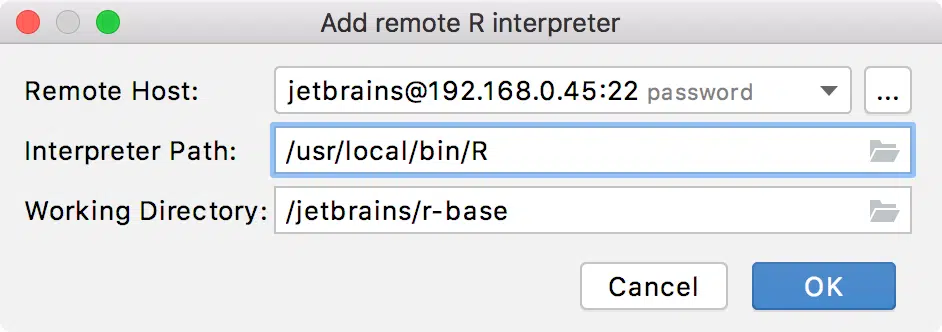 Add remote R interpreter
Remote Host: jetbrains@192.168.0.45:22 password ...
Interpreter Path: /usr/local/bin/R
Working Directory: /jetbrains/r-base
Cancel OK